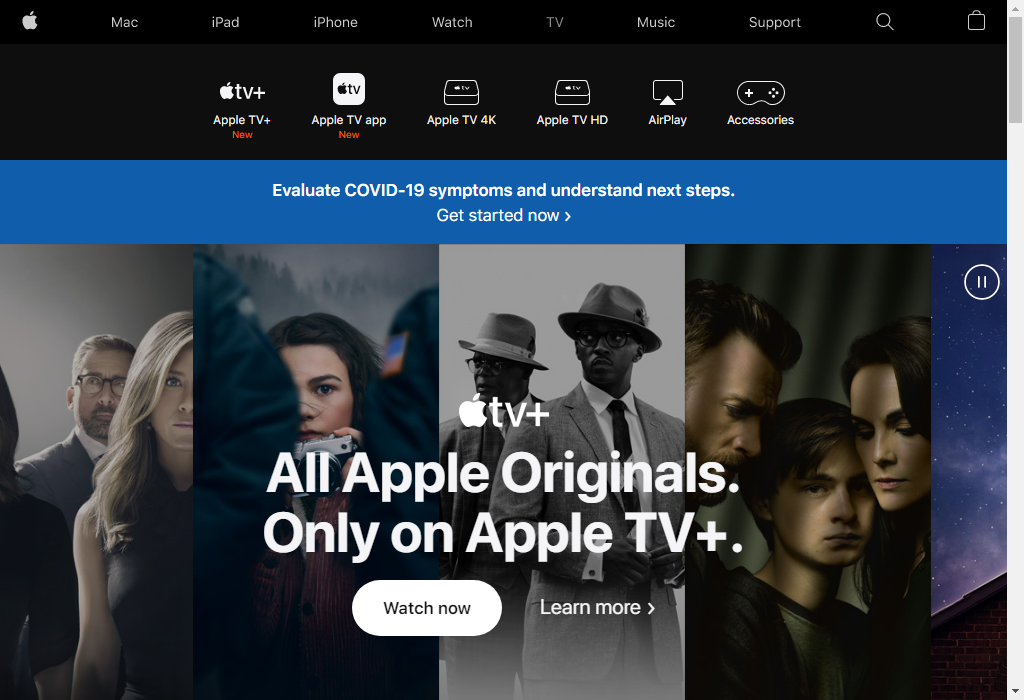 Mac iPad iPhone Watch TV Music Support
tv+ tv tv tv
Apple TV+ Apple TV app Apple TV 4K Apple TV HD AirPlay Accessories
New New
Evaluate COVID-19 symptoms and understand next steps.
Get started now ›
tv+
All Apple Originals.
Only on Apple TV+.
Watch now Learn more ›